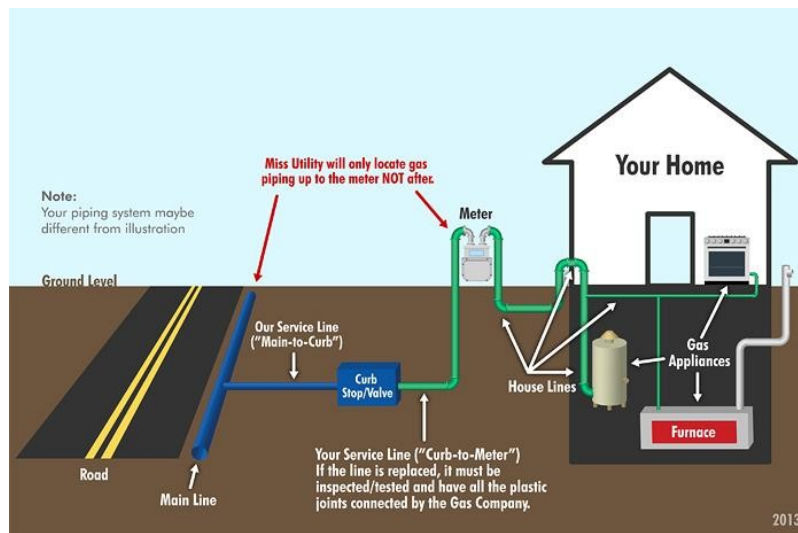 Miss Utility will only locate gas
piping up to the meter NOT after.
Note:
Your piping system maybe
different from illustration
Meter
Your Home
Ground Level
Our Service Line
("Main-to-Curb")
Curb
Stop/Valve
House Lines
Gas
Appliances
Furnace
Your Service Line ("Curb-to-Meter")
If the line is replaced, it must be
inspected/tested and have all the plastic
joints connected by the Gas Company.
Road
Main Line
2013